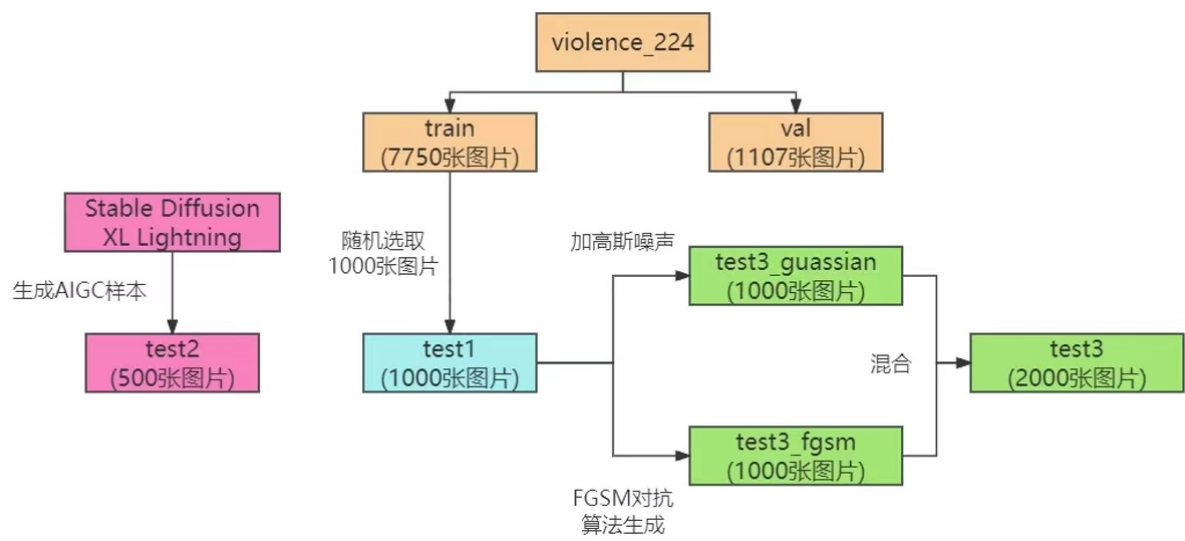 violence_224
train
(7750张图片)
val
(1107张图片)
Stable Diffusion
XL Lightning
随机选取
1000张图片
加高斯噪声
test3_guassian
(1000张图片)
生成AIGC样本
test2
(500张图片)
test1
(1000张图片)
混合
test3
(2000张图片)
test3_fgsm
(1000张图片)
FGSM对抗
算法生成